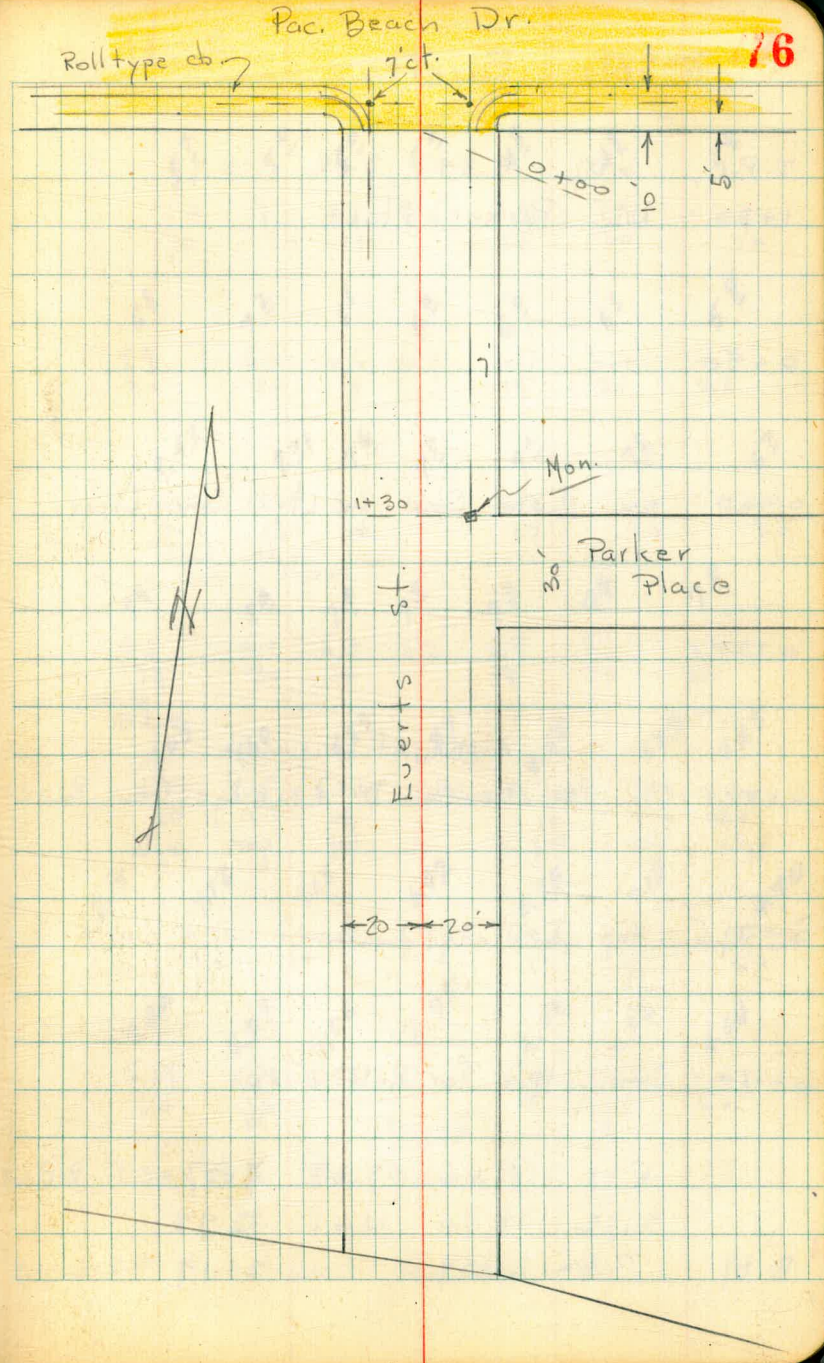 Pac. Beach Dr.
76
Roll type cb.
7' ct.
0+00
10'
5'
7'
Mon.
1+30
30'
Parker
Place
Everts St.
N
20
20'